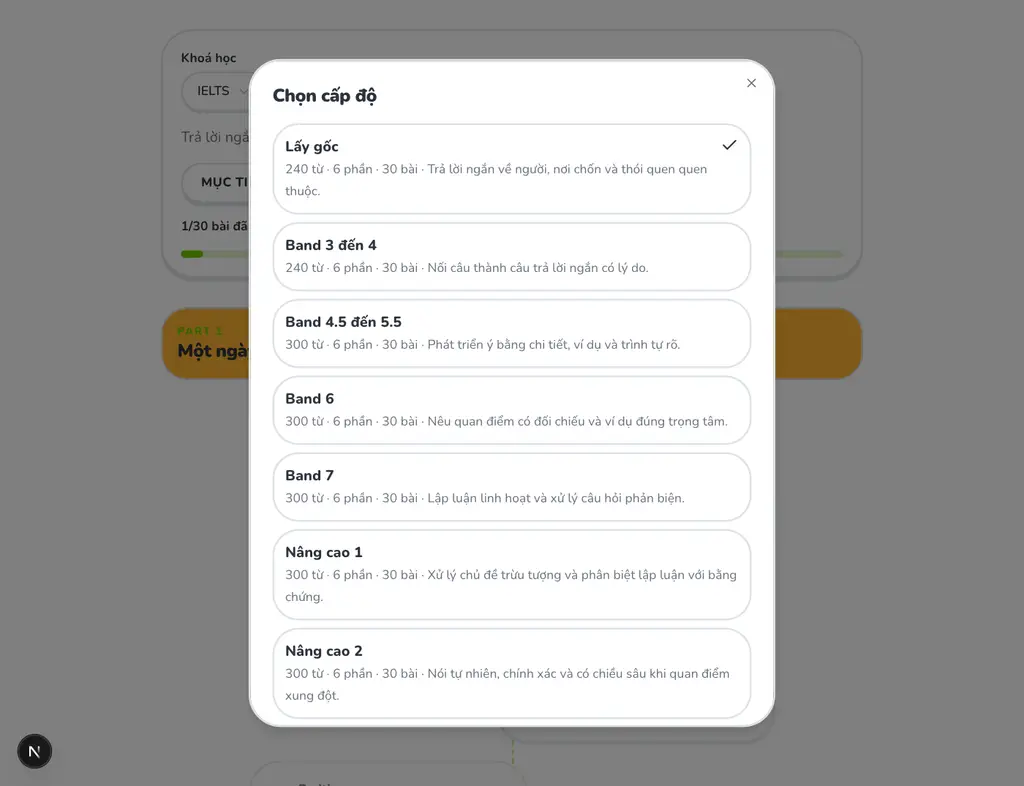 Khoá học
IELTS
Trả lời
MỤC
1/30 bài
PART 1
Một
Chọn cấp độ
Lấy gốc
240 từ · 6 phần · 30 bài · Trả lời ngắn về người, nơi chốn và thói quen quen
thuộc.
Band 3 đến 4
240 từ · 6 phần · 30 bài · Nối câu thành câu trả lời ngắn có lý do.
Band 4.5 đến 5.5
300 từ · 6 phần · 30 bài · Phát triển ý bằng chi tiết, ví dụ và trình tự rõ.
Band 6
300 từ · 6 phần · 30 bài · Nêu quan điểm có đối chiếu và ví dụ đúng trọng tâm.
Band 7
300 từ · 6 phần · 30 bài · Lập luận linh hoạt và xử lý câu hỏi phản biện.
Nâng cao 1
300 từ · 6 phần · 30 bài · Xử lý chủ đề trừu tượng và phân biệt lập luận với bằng
chứng.
Nâng cao 2
300 từ · 6 phần · 30 bài · Nói tự nhiên, chính xác và có chiều sâu khi quan điểm
xung đột.
N